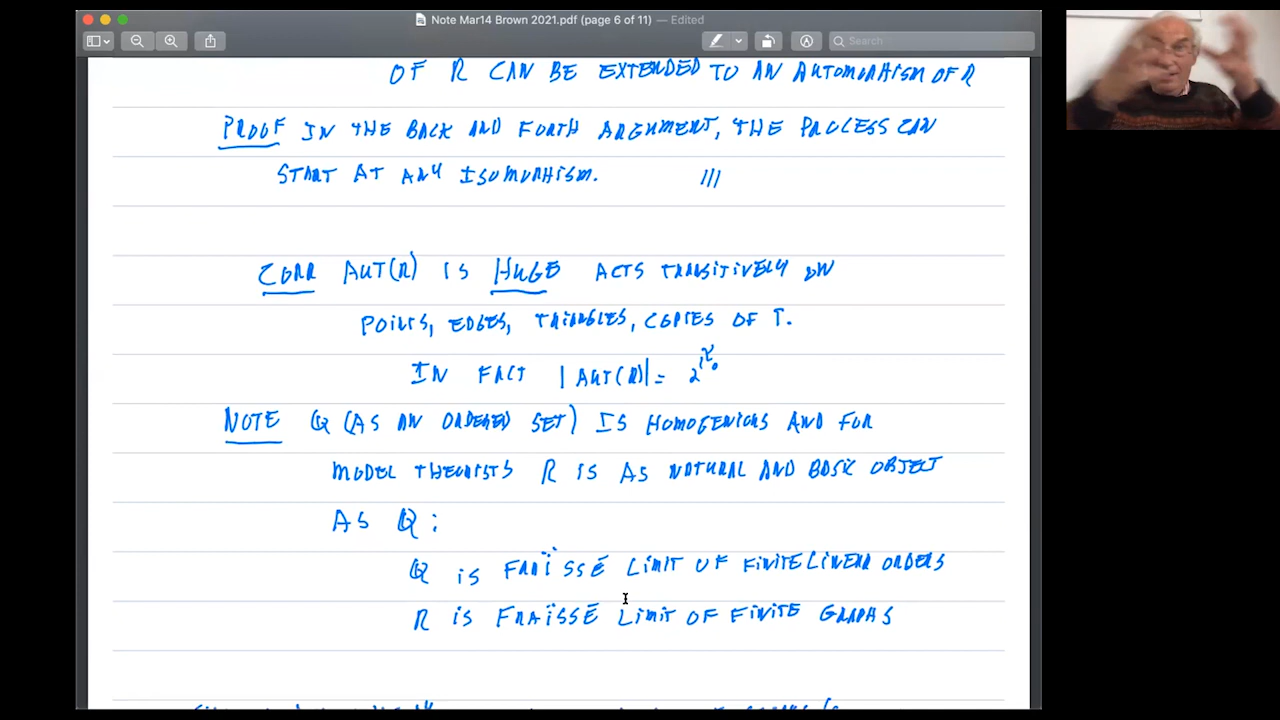 Note Mar14 Brown 2021.pdf (page 6 of 11) — Edited
Search
OF R CAN BE EXTENDED TO AN AUTOMORHISM OF R
PROOF IN THE BACK AND FORTH ARGUMENT, THE PROCESS CAN
START AT ANY ISOMORHISM. ///
CORR AUT(R) IS HUGE ACTS TRANSITIVELY ON
POINTS, EDGES, TRIANGLES, COPIES OF T.
IN FACT |AUT(R)| = 2^ℵ₀
NOTE Q (AS AN ORDERED SET) IS HOMOGENIOUS AND FOR
MODEL THEORISTS R IS AS NATURAL AND BASIC OBJECT
AS Q:
Q IS FRAÏSSÉ LIMIT OF FINITE LINEAR ORDERS
R IS FRAÏSSÉ LIMIT OF FINITE GRAPHS